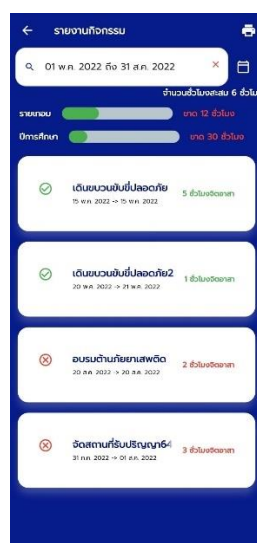 รายงานกิจกรรม
01 พ.ค. 2022 ถึง 31 ส.ค. 2022
จำนวนชั่วโมงสะสม 6 ชั่วโม
รายเทอม ขาด 12 ชั่วโมง
ปีการศึกษา ขาด 30 ชั่วโมง
เดินขบวนขับขี่ปลอดภัย
15 พ.ค. 2022 -> 15 พ.ค. 2022
5 ชั่วโมงจิตอาสา
เดินขบวนขับขี่ปลอดภัย2
20 พ.ค. 2022 -> 21 พ.ค. 2022
1 ชั่วโมงจิตอาสา
อบรมต้านภัยยาเสพติด
20 ส.ค. 2022 -> 20 ส.ค. 2022
2 ชั่วโมงจิตอาสา
จัดสถานที่รับปริญญา64
31 ก.ค. 2022 -> 01 ส.ค. 2022
3 ชั่วโมงจิตอาสา